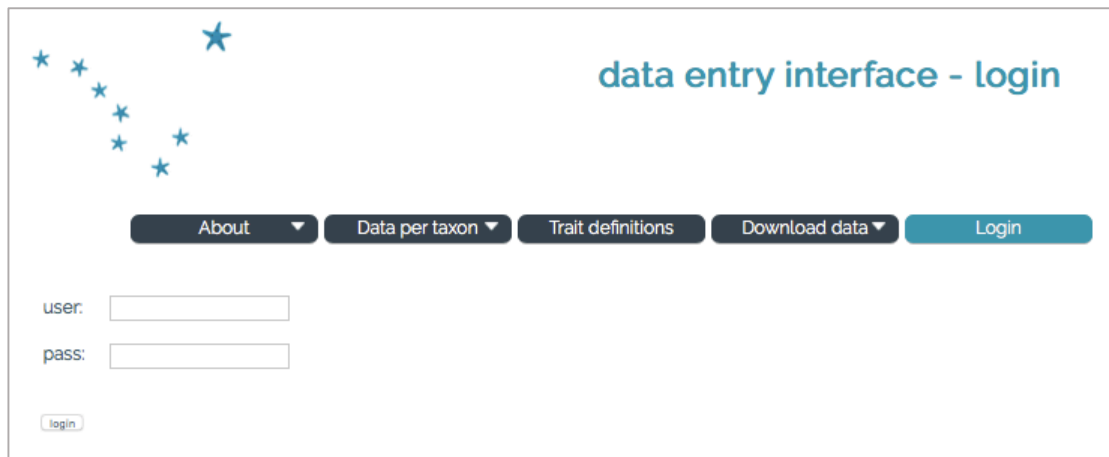 data entry interface - login
About Data per taxon Trait definitions Download data Login
user:
pass:
login